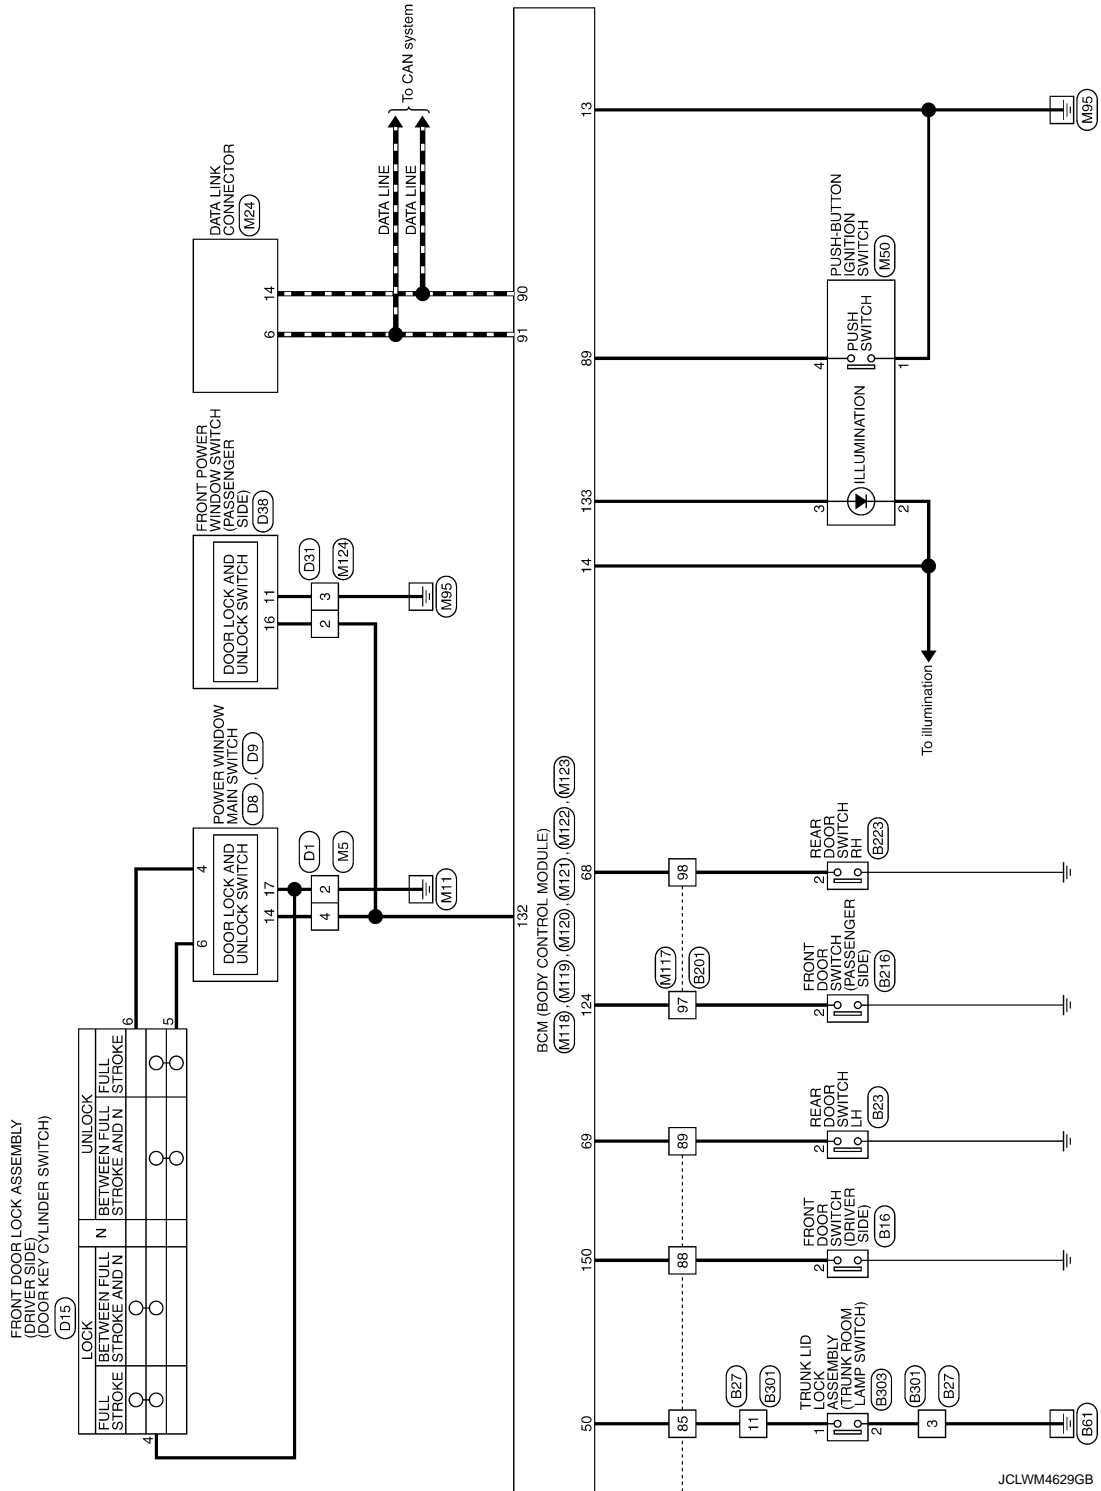 FRONT DOOR LOCK ASSEMBLY
(DRIVER SIDE)
(DOOR KEY CYLINDER SWITCH)
D15
LOCK
N
UNLOCK
FULL
STROKE
BETWEEN FULL
STROKE AND N
BETWEEN FULL
STROKE AND N
FULL
STROKE
4
6
5
POWER WINDOW
MAIN SWITCH
D8 , D9
6
4
DOOR LOCK AND
UNLOCK SWITCH
14
17
4
2
D1
M5
M11
FRONT POWER
WINDOW SWITCH
(PASSENGER
SIDE)
D38
DOOR LOCK AND
UNLOCK SWITCH
16
11
2
3
D31
M124
M95
DATA LINK
CONNECTOR
M24
6
14
DATA LINE
DATA LINE
To CAN system
132
91
90
BCM (BODY CONTROL MODULE)
M118 , M119 , M120 , M121 , M122 , M123
50
150
69
124
68
14
133
89
13
85
88
89
97
98
M117
B201
11
B27
B301
TRUNK LID
LOCK
ASSEMBLY
(TRUNK ROOM
LAMP SWITCH)
B303
1
2
3
B301
B27
B61
FRONT
DOOR
SWITCH
(DRIVER
SIDE)
B16
2
REAR
DOOR
SWITCH
LH
B23
2
FRONT
DOOR
SWITCH
(PASSENGER
SIDE)
B216
2
REAR
DOOR
SWITCH
RH
B223
2
To illumination
PUSH-BUTTON
IGNITION
SWITCH
M50
3
4
ILLUMINATION
PUSH
SWITCH
2
1
M95
JCLWM4629GB